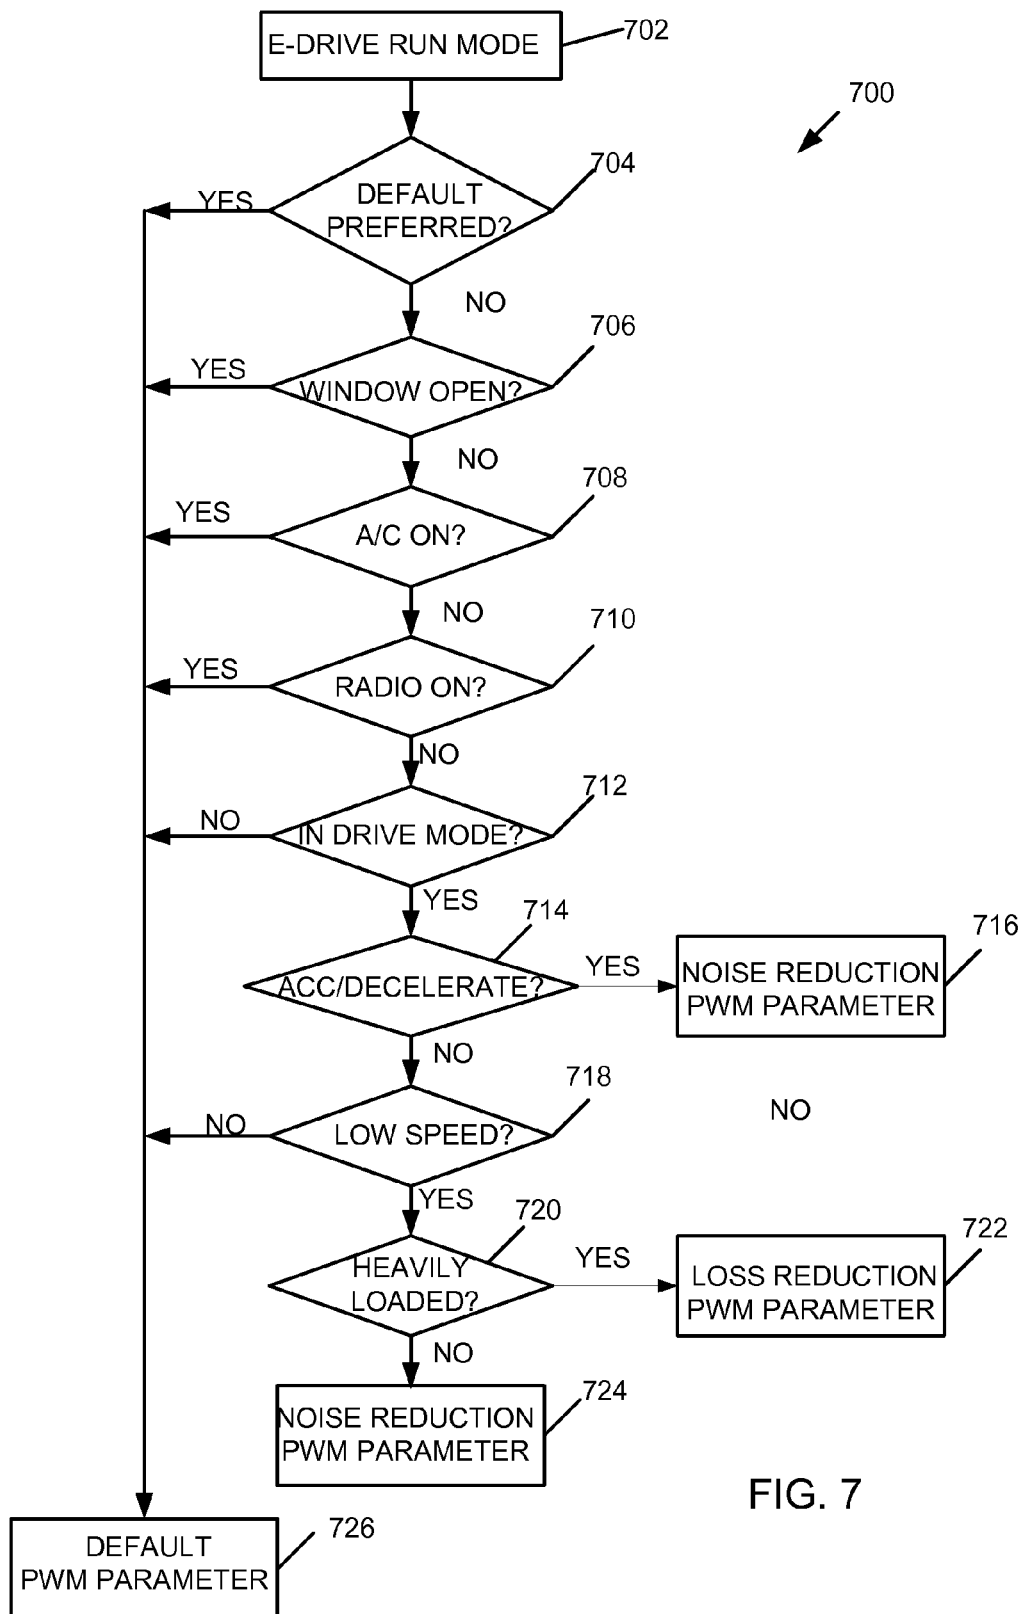 E-DRIVE RUN MODE
702
700
704
DEFAULT
PREFERRED?
YES
NO
706
YES
WINDOW OPEN?
NO
708
YES
A/C ON?
NO
710
YES
RADIO ON?
NO
712
NO
IN DRIVE MODE?
YES
714
716
ACC/DECELERATE?
YES
NOISE REDUCTION
PWM PARAMETER
NO
718
NO
NO
LOW SPEED?
YES
720
722
HEAVILY
LOADED?
YES
LOSS REDUCTION
PWM PARAMETER
NO
724
NOISE REDUCTION
PWM PARAMETER
FIG. 7
726
DEFAULT
PWM PARAMETER